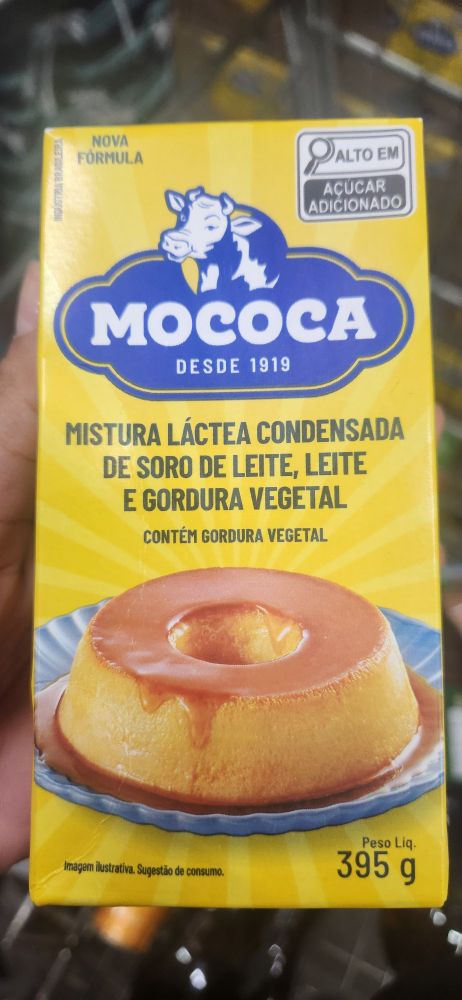 INDÚSTRIA BRASILEIRA
NOVA
FÓRMULA
ALTO EM
AÇÚCAR
ADICIONADO
MOCOCA
DESDE 1919
MISTURA LÁCTEA CONDENSADA
DE SORO DE LEITE, LEITE
E GORDURA VEGETAL
CONTÉM GORDURA VEGETAL
Peso Liq.
395 g
Imagem ilustrativa. Sugestão de consumo.